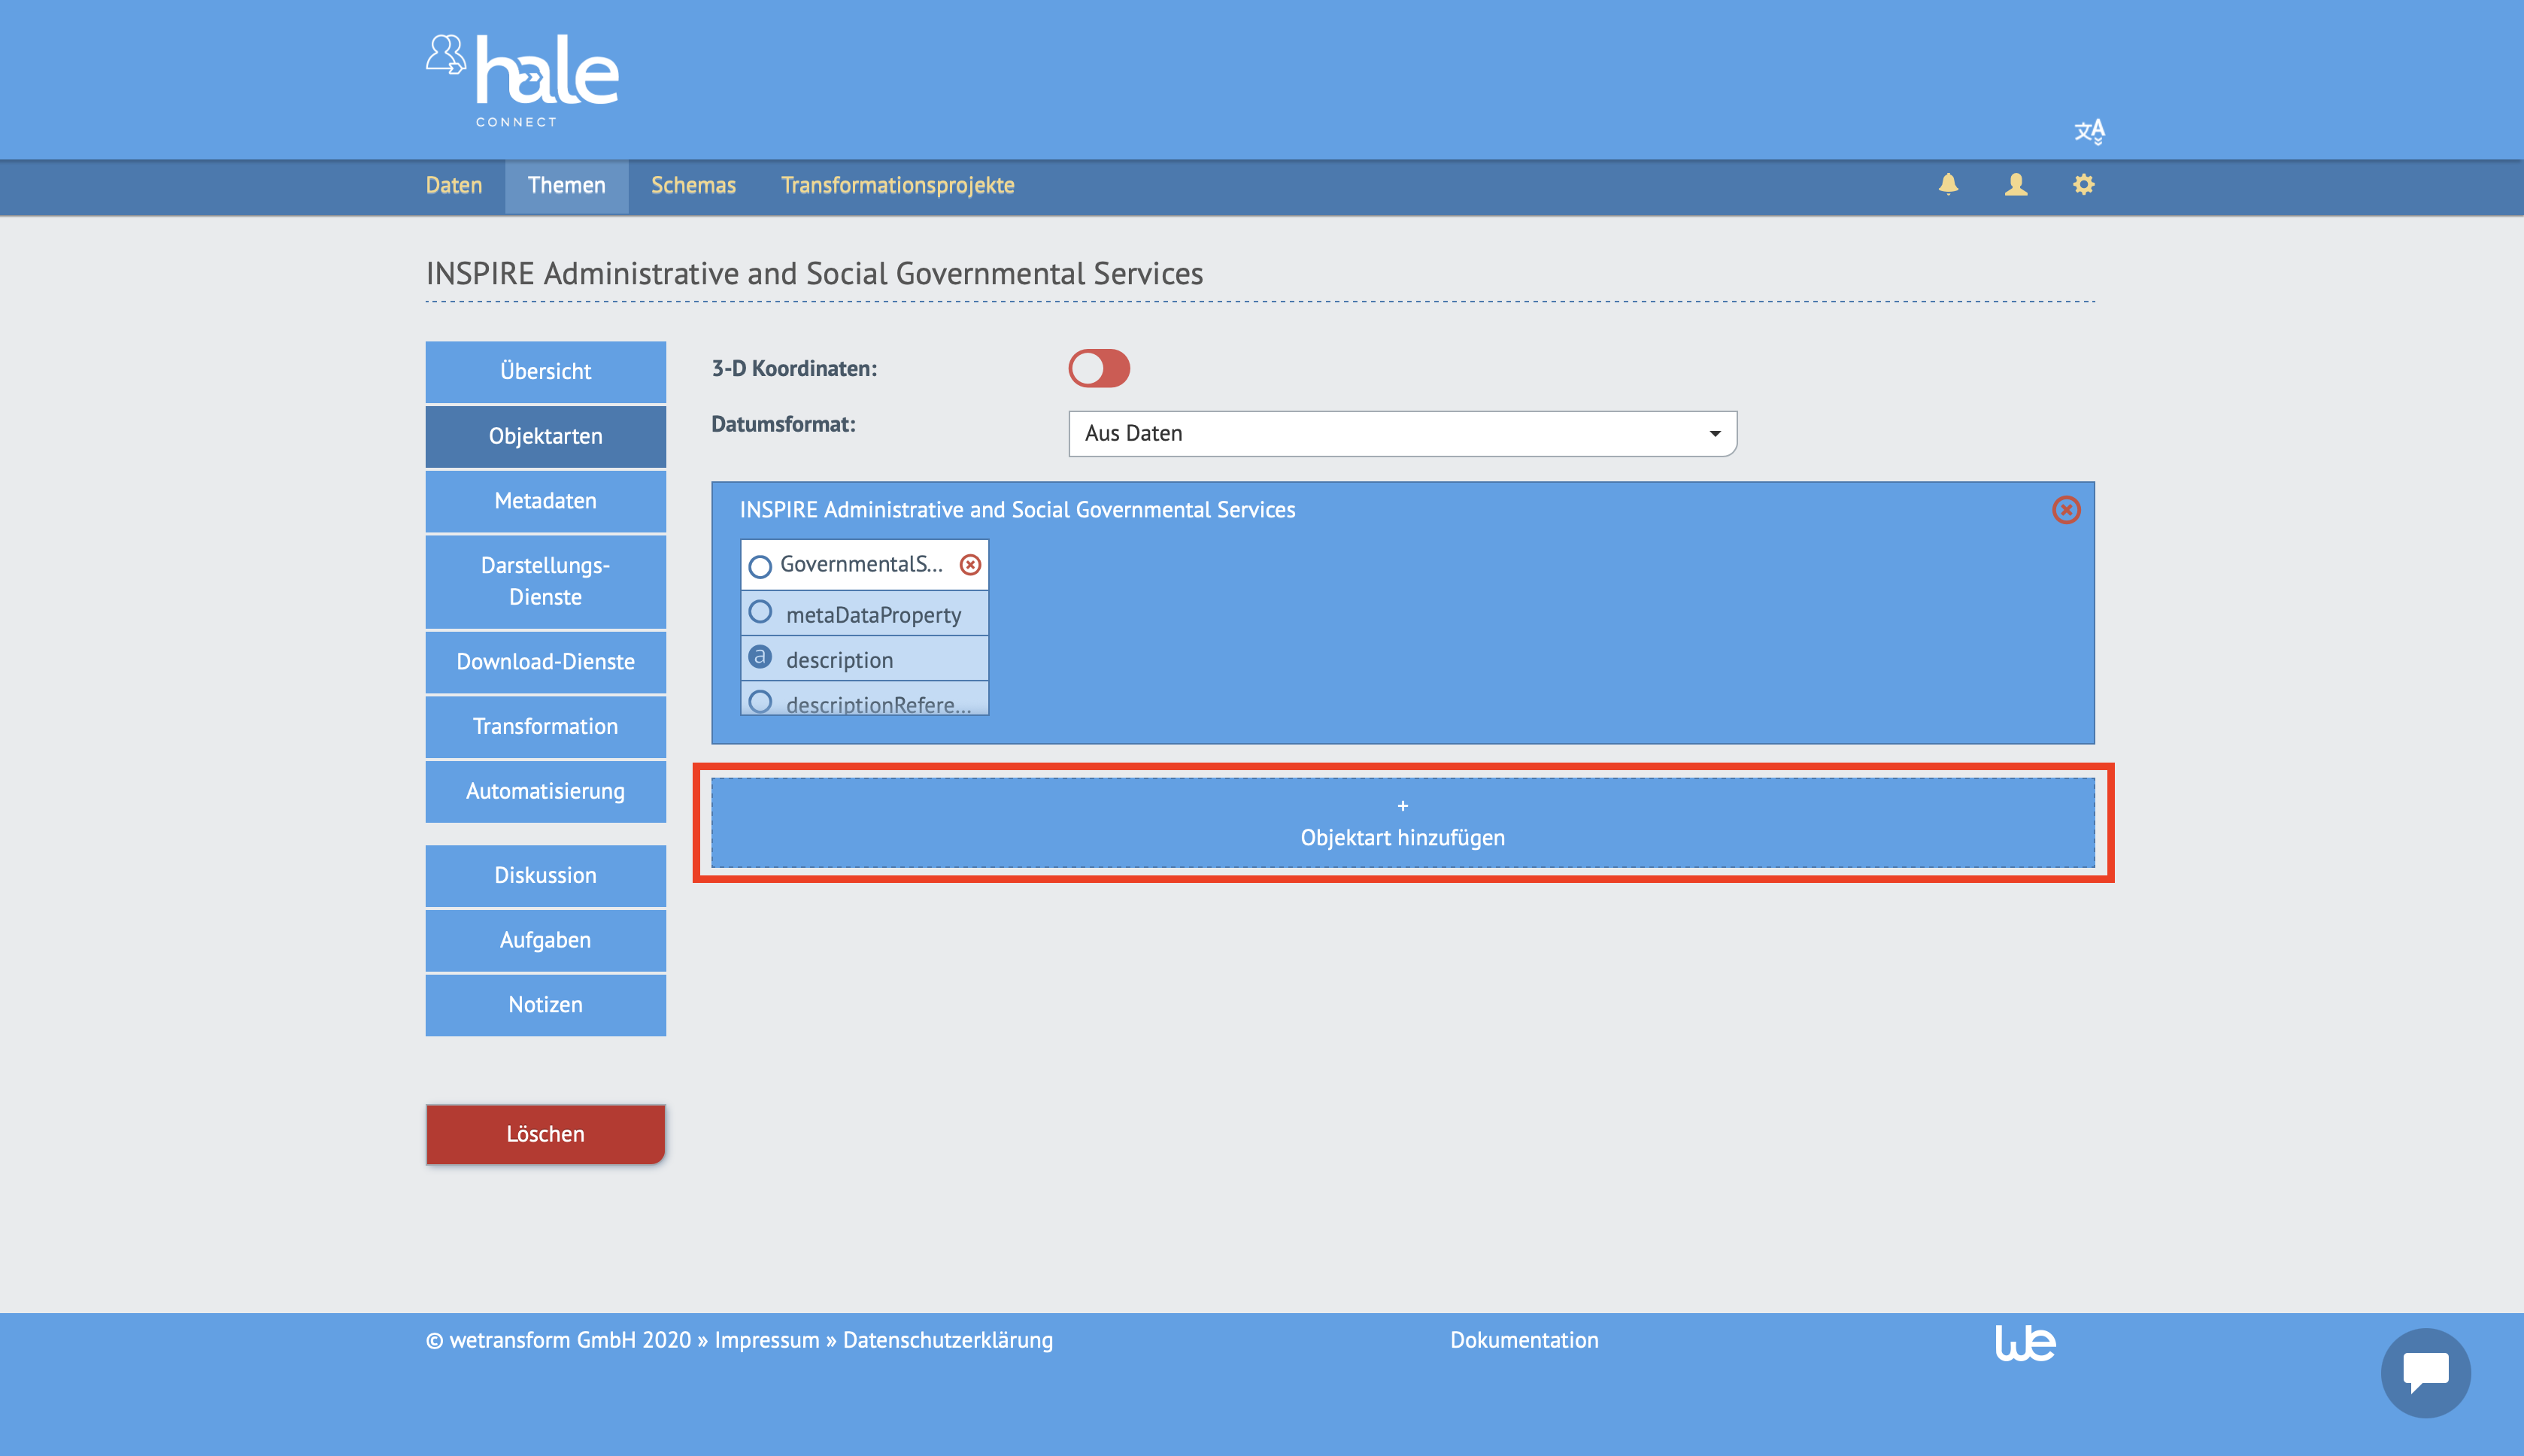 hale
CONNECT
Daten Themen Schemas Transformationsprojekte
INSPIRE Administrative and Social Governmental Services
Übersicht
Objektarten
Metadaten
Darstellungs-
Dienste
Download-Dienste
Transformation
Automatisierung
Diskussion
Aufgaben
Notizen
Löschen
3-D Koordinaten:
Datumsformat:
Aus Daten
INSPIRE Administrative and Social Governmental Services
GovernmentalS...
metaDataProperty
a description
descriptionRefere...
+
Objektart hinzufügen
© wetransform GmbH 2020 » Impressum » Datenschutzerklärung
Dokumentation
we